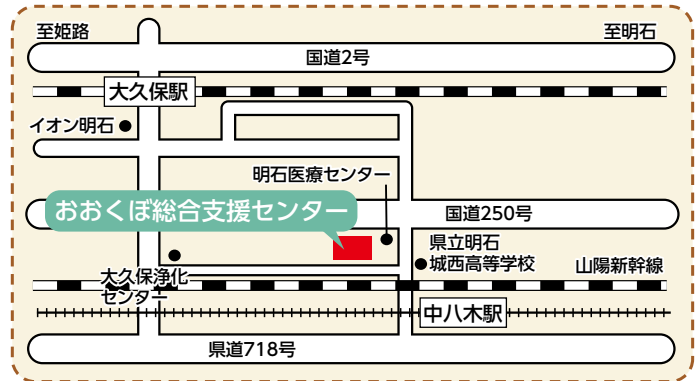 至姫路
至明石
国道2号
大久保駅
イオン明石
明石医療センター
おおくぼ総合支援センター
国道250号
県立明石
城西高等学校
山陽新幹線
大久保浄化
センター
中八木駅
県道718号